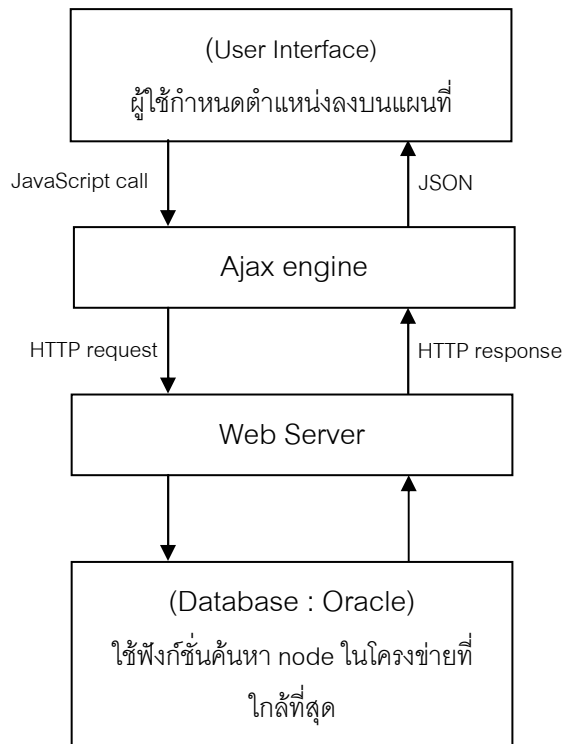 (User Interface)
ผู้ใช้กำหนดตำแหน่งลงบนแผนที่
JavaScript call
JSON
Ajax engine
HTTP request
HTTP response
Web Server
(Database : Oracle)
ใช้ฟังก์ชั่นค้นหา node ในโครงข่ายที่
ใกล้ที่สุด